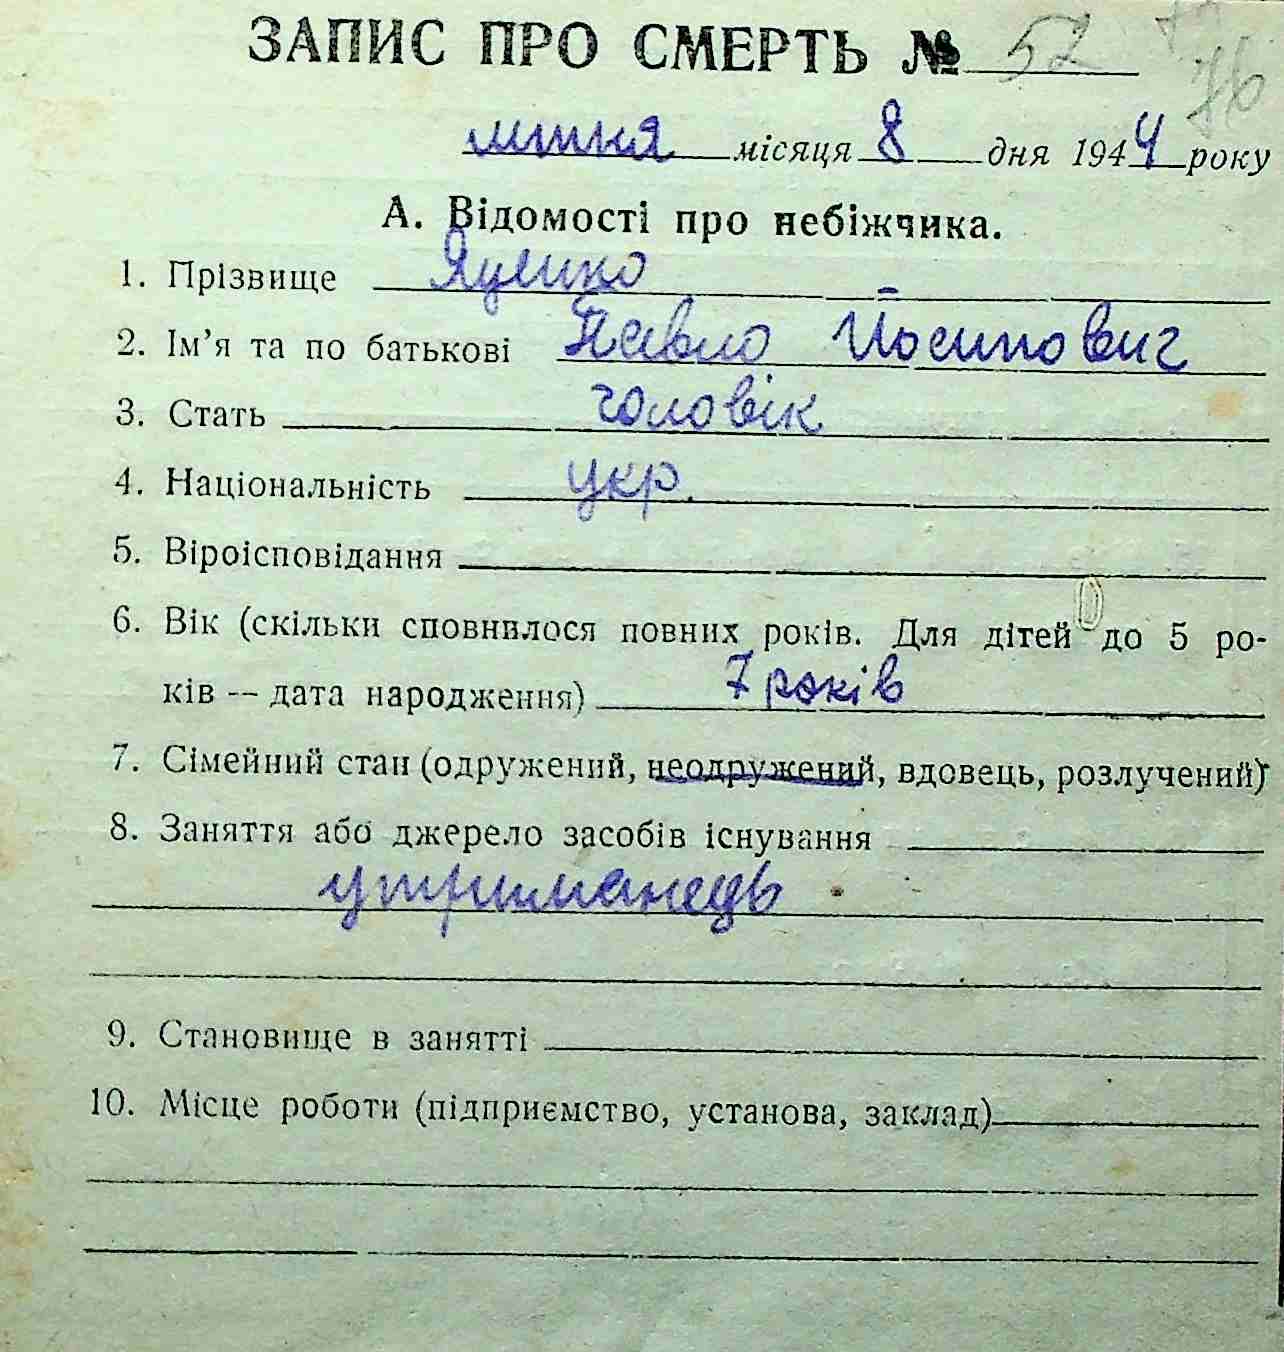 ЗАПИС ПРО СМЕРТЬ № 52
76
липня місяця 8 дня 1944 року
А. Відомості про небіжчика.
1. Прізвище Яценко
2. Ім'я та по батькові Павло Йосипович
3. Стать чоловік
4. Національність укр.
5. Віроісповідання
6. Вік (скільки сповнилося повних років. Для дітей до 5 ро-
ків -- дата народження) 7 років
7. Сімейний стан (одружений, неодружений, вдовець, розлучений)
8. Заняття або джерело засобів існування
утриманець
9. Становище в занятті
10. Місце роботи (підприємство, установа, заклад)